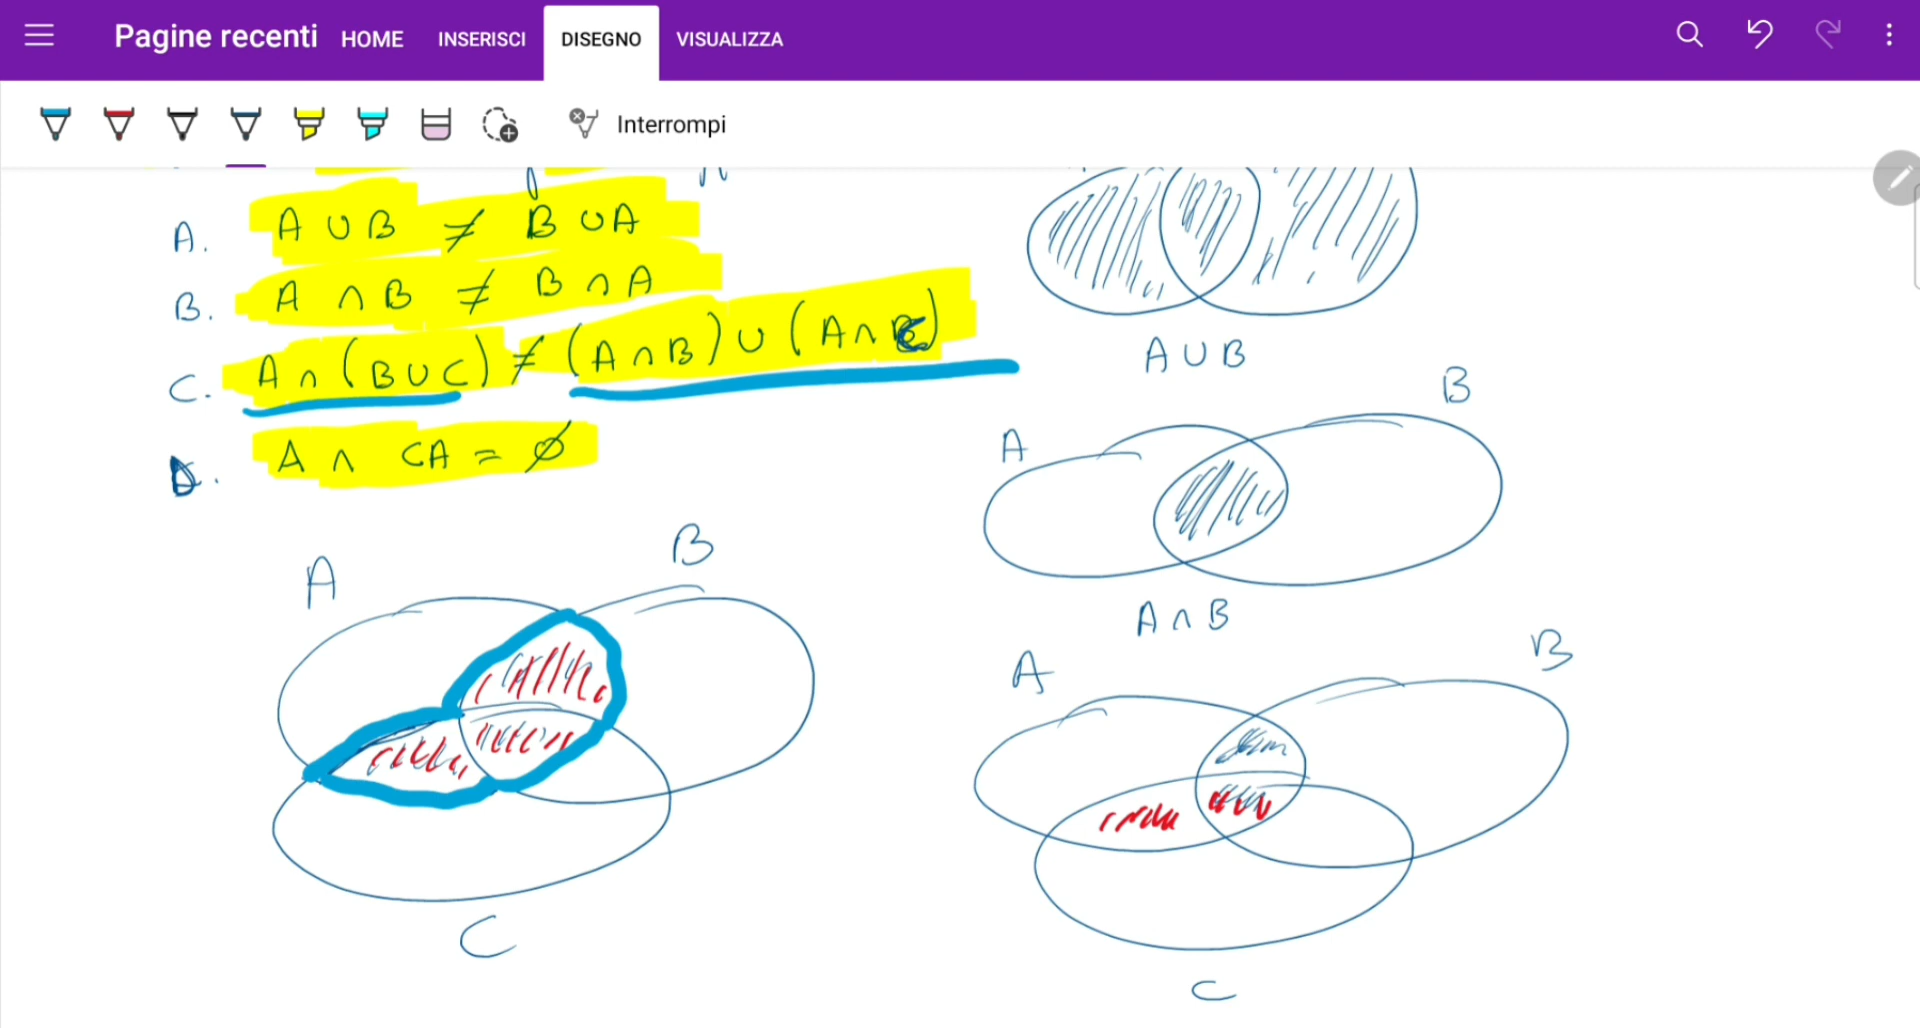 Pagine recenti HOME INSERISCI DISEGNO VISUALIZZA
Interrompi
A. A ∪ B ≠ B ∪ A
B. A ∩ B ≠ B ∩ A
C. A ∩ (B ∪ C) ≠ (A ∩ B) ∪ (A ∩ C)
D. A ∩ CA = ∅
A ∪ B
A
B
A ∩ B
A
B
C
A
B
C